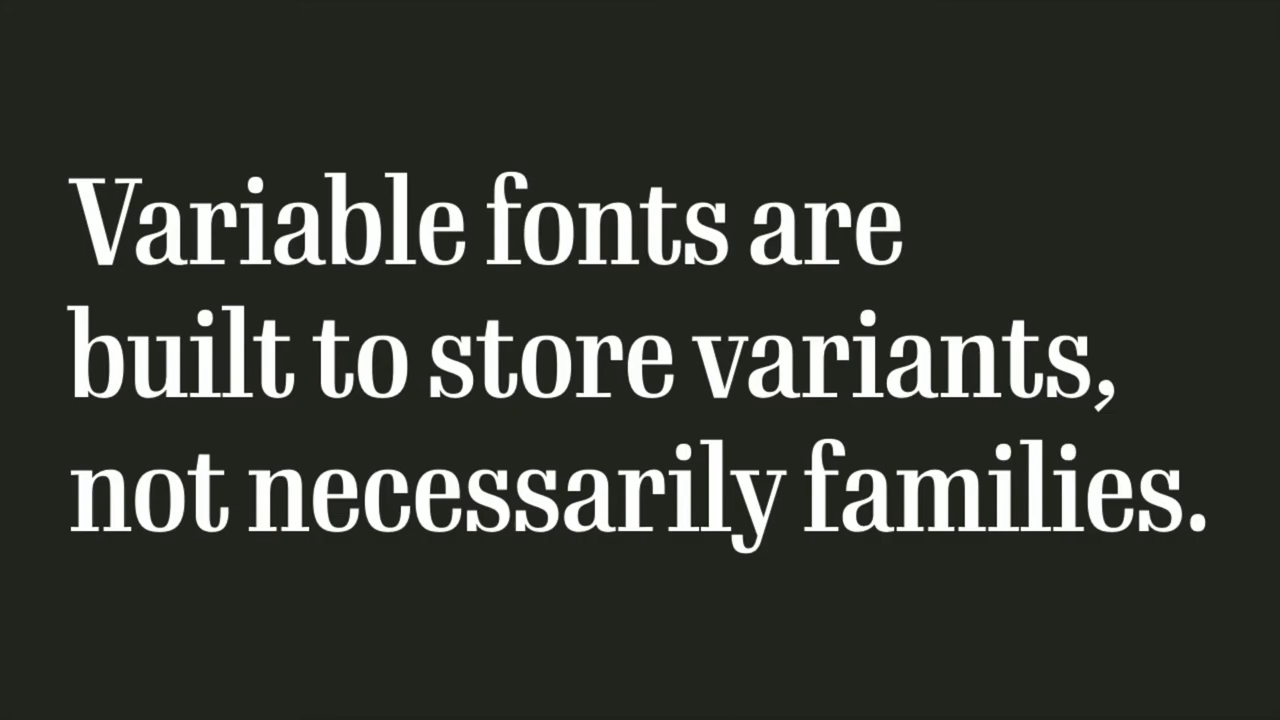 Variable fonts are
built to store variants,
not necessarily families.